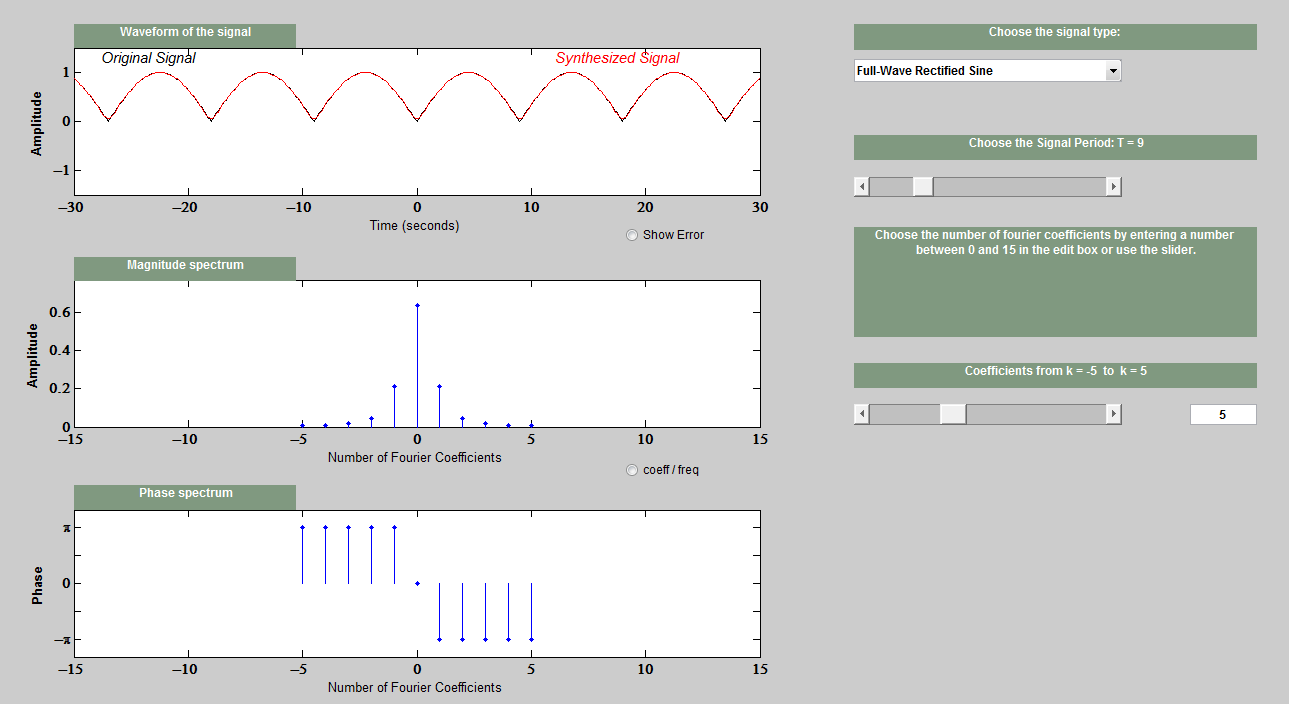 Waveform of the signal
Original Signal
Synthesized Signal
1
0
−1
Amplitude
−30
−20
−10
0
10
20
30
Time (seconds)
Show Error
Magnitude spectrum
0.6
0.4
0.2
0
Amplitude
−15
−10
−5
0
5
10
15
Number of Fourier Coefficients
coeff / freq
Phase spectrum
π
0
−π
Phase
−15
−10
−5
0
5
10
15
Number of Fourier Coefficients
Choose the signal type:
Full-Wave Rectified Sine
Choose the Signal Period: T = 9
Choose the number of fourier coefficients by entering a number
between 0 and 15 in the edit box or use the slider.
Coefficients from k = -5 to k = 5
5